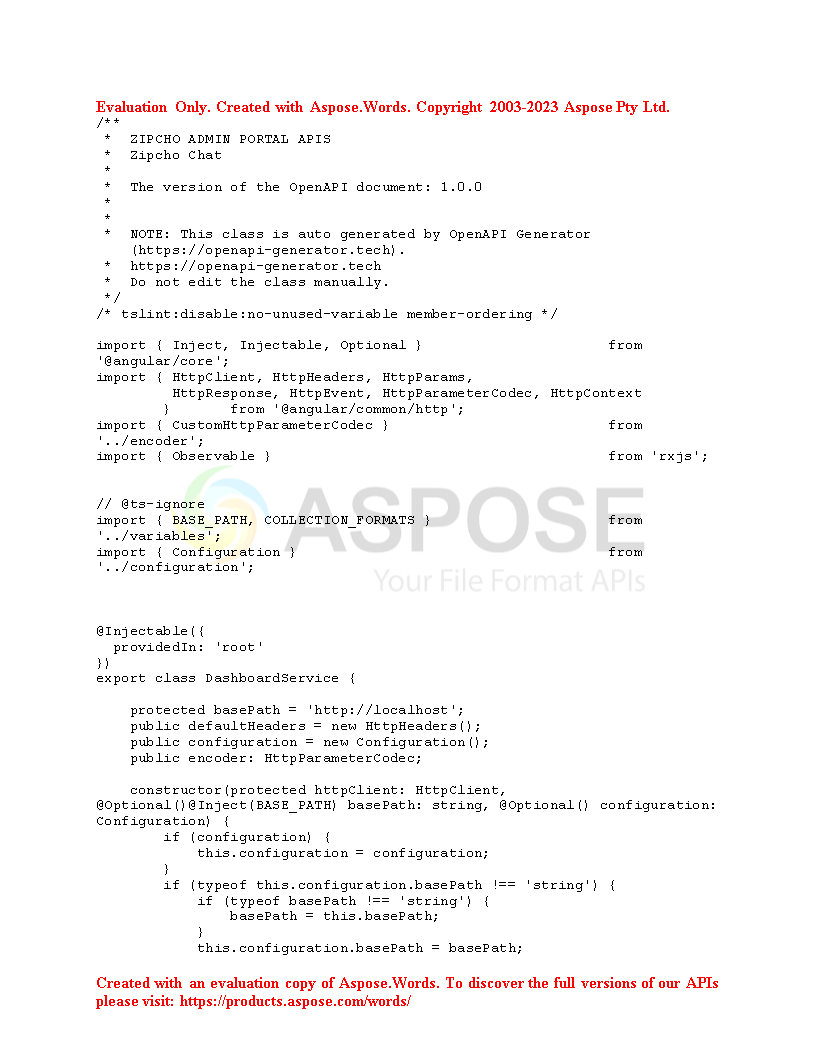 Evaluation Only. Created with Aspose.Words. Copyright 2003-2023 Aspose Pty Ltd.
/**
 *  ZIPCHO ADMIN PORTAL APIS
 *  Zipcho Chat
 *
 *  The version of the OpenAPI document: 1.0.0
 *
 *
 *  NOTE: This class is auto generated by OpenAPI Generator
    (https://openapi-generator.tech).
 *  https://openapi-generator.tech
 *  Do not edit the class manually.
 */
/* tslint:disable:no-unused-variable member-ordering */
import { Inject, Injectable, Optional }                      from
'@angular/core';
import { HttpClient, HttpHeaders, HttpParams,
         HttpResponse, HttpEvent, HttpParameterCodec, HttpContext
        }       from '@angular/common/http';
import { CustomHttpParameterCodec }                          from
'../encoder';
import { Observable }                                        from 'rxjs';
// @ts-ignore
import { BASE_PATH, COLLECTION_FORMATS }                     from
'../variables';
import { Configuration }                                     from
'../configuration';
ASPOSE
Your File Format APIs
@Injectable({
  providedIn: 'root'
})
export class DashboardService {
    protected basePath = 'http://localhost';
    public defaultHeaders = new HttpHeaders();
    public configuration = new Configuration();
    public encoder: HttpParameterCodec;
    constructor(protected httpClient: HttpClient,
@Optional()@Inject(BASE_PATH) basePath: string, @Optional() configuration:
Configuration) {
        if (configuration) {
            this.configuration = configuration;
        }
        if (typeof this.configuration.basePath !== 'string') {
            if (typeof basePath !== 'string') {
                basePath = this.basePath;
            }
            this.configuration.basePath = basePath;
Created with an evaluation copy of Aspose.Words. To discover the full versions of our APIs
please visit: https://products.aspose.com/words/